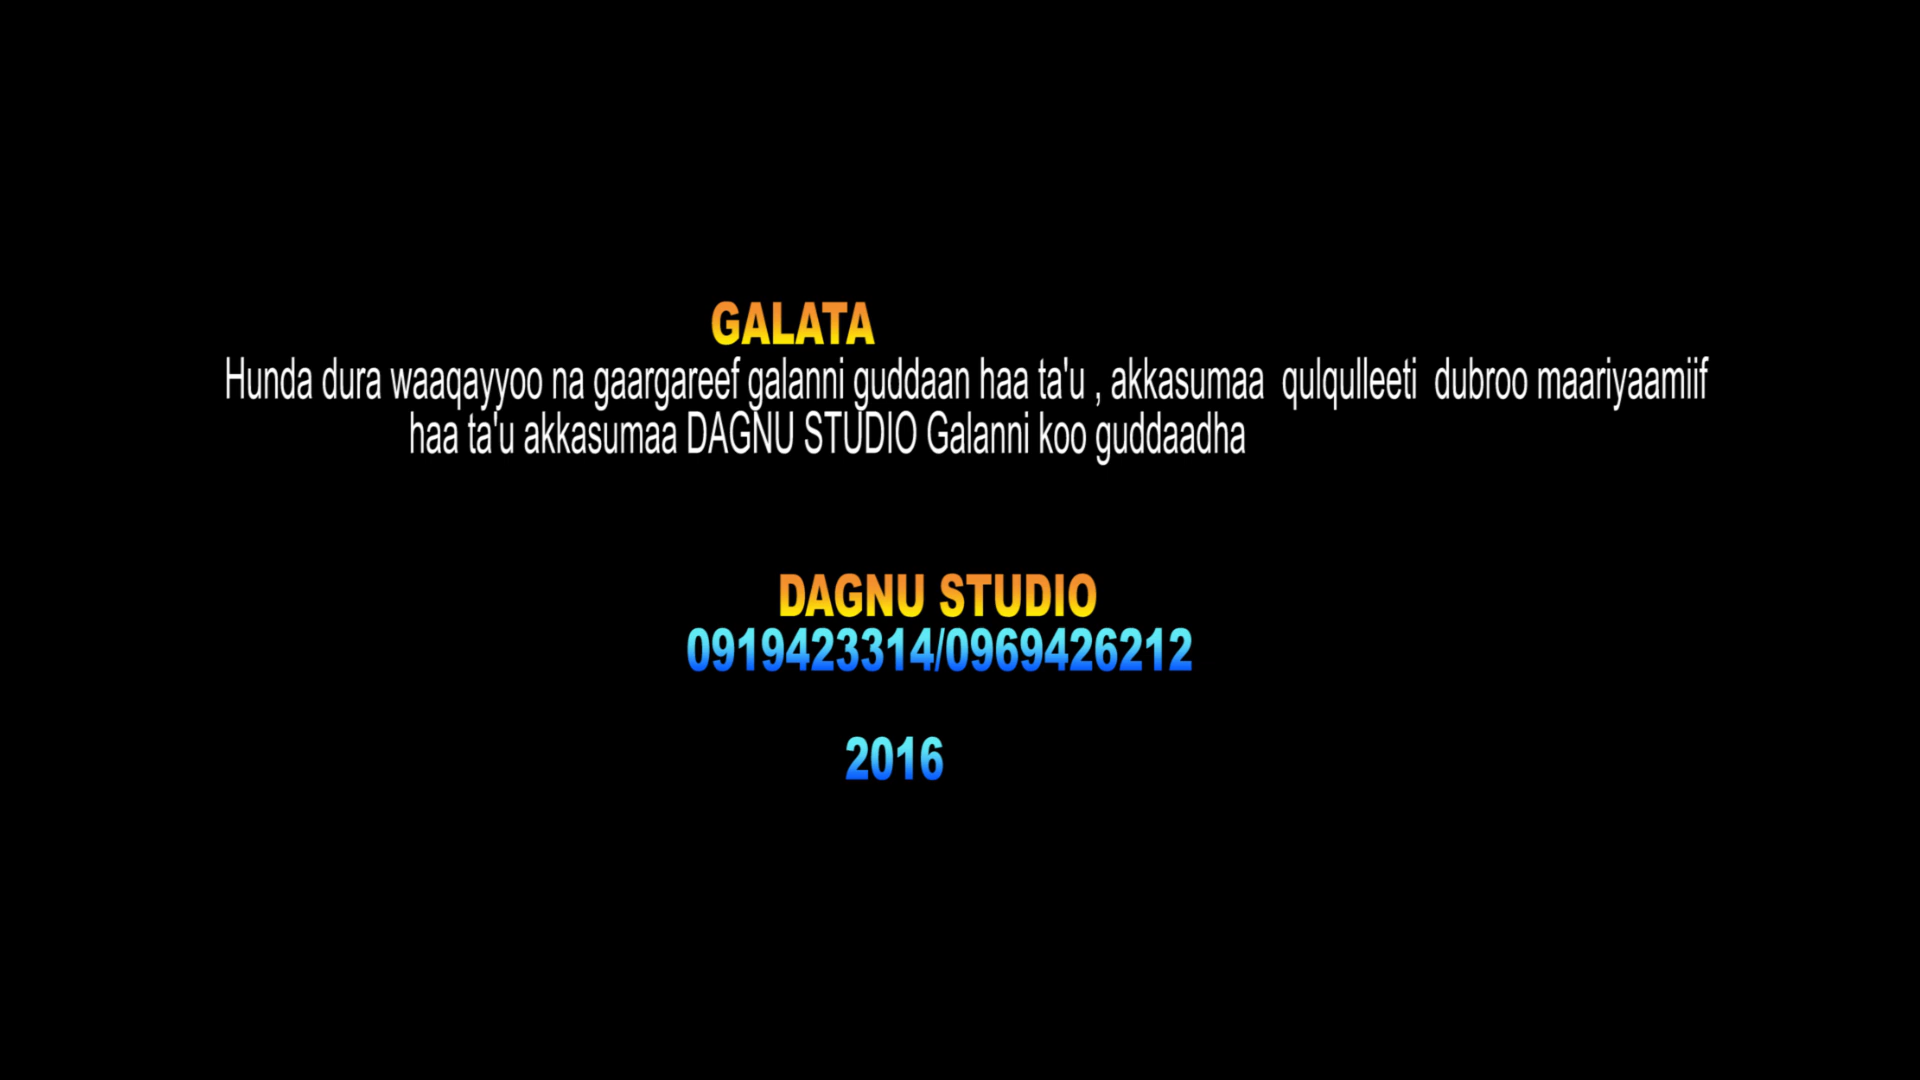 GALATA
Hunda dura waaqayyoo na gaargareef galanni guddaan haa ta'u , akkasumaa  qulqulleeti  dubroo maariyaamiif
haa ta'u akkasumaa DAGNU STUDIO Galanni koo guddaadha
DAGNU STUDIO
0919423314/0969426212
2016